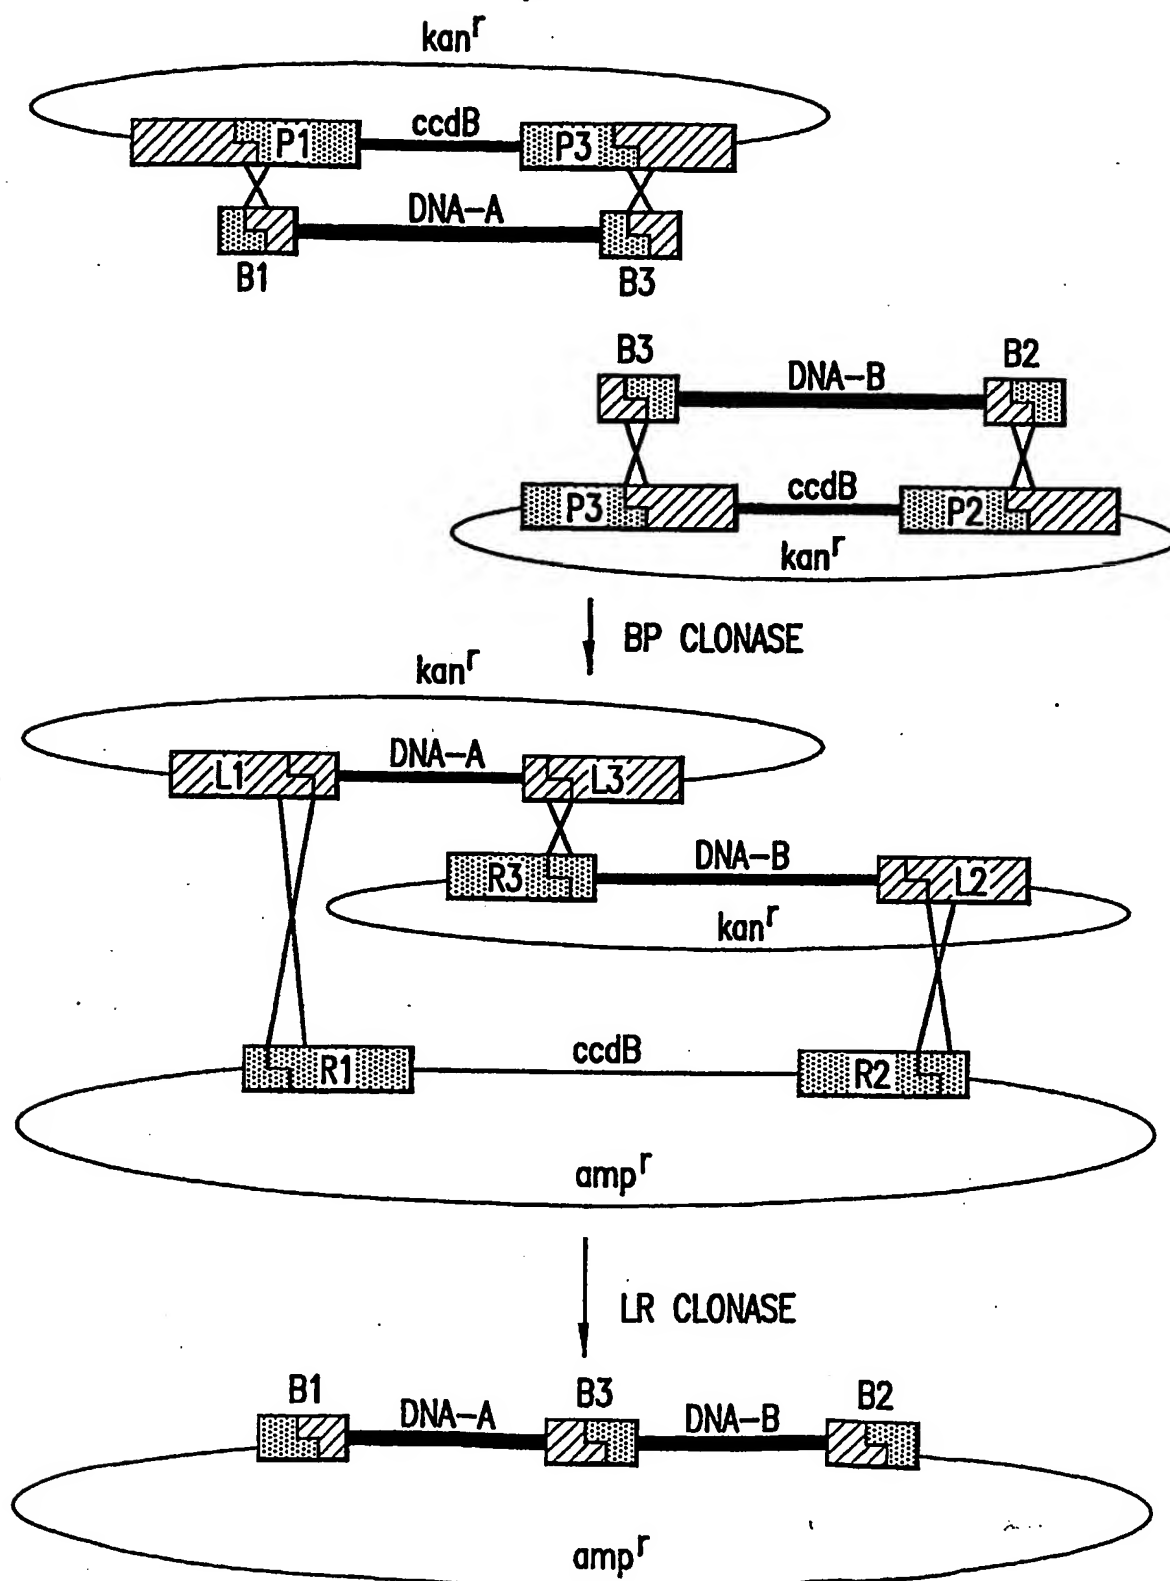 kanʳ
ccdB
P1
P3
DNA-A
B1
B3
B3
B2
DNA-B
ccdB
P3
P2
kanʳ
BP CLONASE
kanʳ
DNA-A
L1
L3
DNA-B
R3
L2
kanʳ
ccdB
R1
R2
ampʳ
LR CLONASE
B1
B3
B2
DNA-A
DNA-B
ampʳ